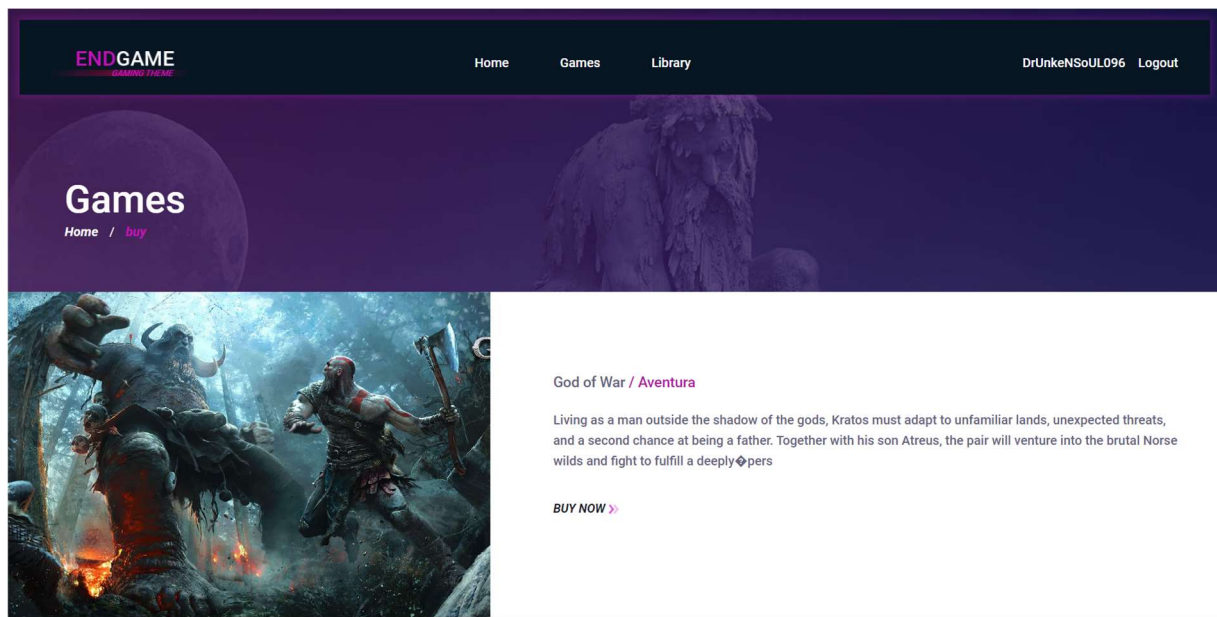 ENDGAME
GAMING THEME
Home Games Library
DrUnkeNSoUL096 Logout
Games
Home / buy
God of War / Aventura
Living as a man outside the shadow of the gods, Kratos must adapt to unfamiliar lands, unexpected threats,
and a second chance at being a father. Together with his son Atreus, the pair will venture into the brutal Norse
wilds and fight to fulfill a deeply�pers
BUY NOW